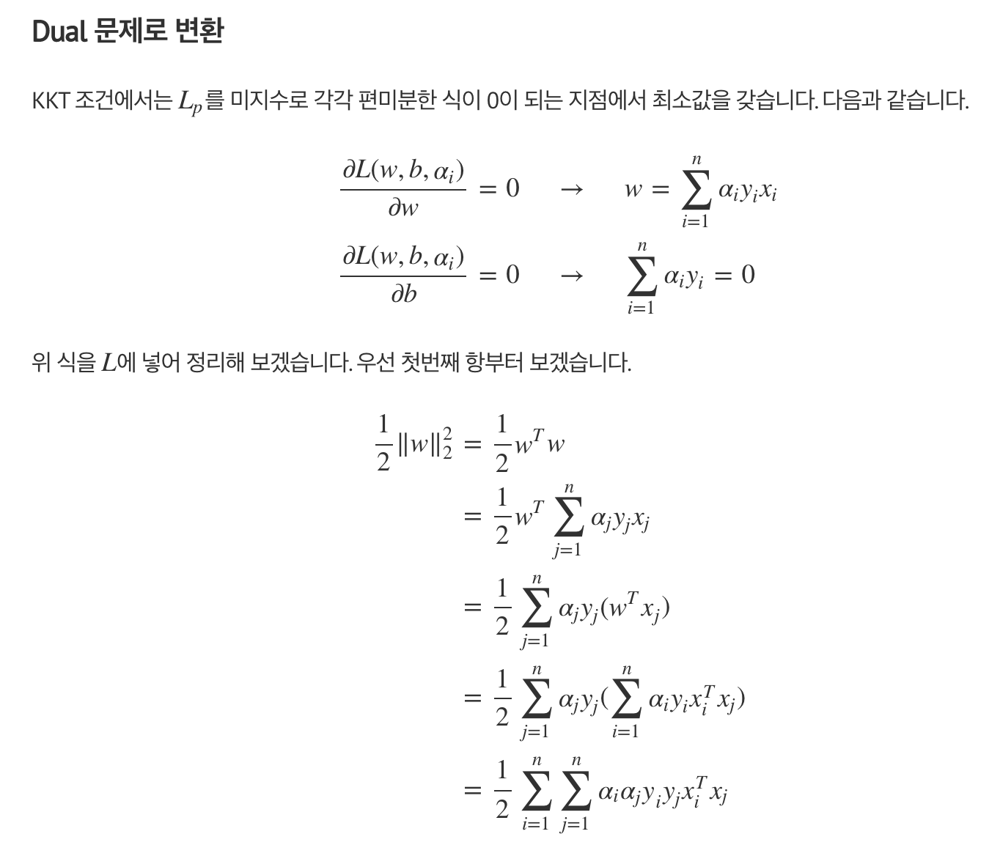 Dual 문제로 변환
KKT 조건에서는 $L_p$를 미지수로 각각 편미분한 식이 0이 되는 지점에서 최소값을 갖습니다. 다음과 같습니다.
$\frac{\partial L(w, b, \alpha_i)}{\partial w} = 0 \quad \rightarrow \quad w = \sum_{i=1}^{n} \alpha_i y_i x_i$
$\frac{\partial L(w, b, \alpha_i)}{\partial b} = 0 \quad \rightarrow \quad \sum_{i=1}^{n} \alpha_i y_i = 0$
위 식을 $L$에 넣어 정리해 보겠습니다. 우선 첫번째 항부터 보겠습니다.
$\frac{1}{2} \|w\|_2^2 = \frac{1}{2} w^T w$
$= \frac{1}{2} w^T \sum_{j=1}^{n} \alpha_j y_j x_j$
$= \frac{1}{2} \sum_{j=1}^{n} \alpha_j y_j (w^T x_j)$
$= \frac{1}{2} \sum_{j=1}^{n} \alpha_j y_j (\sum_{i=1}^{n} \alpha_i y_i x_i^T x_j)$
$= \frac{1}{2} \sum_{i=1}^{n} \sum_{j=1}^{n} \alpha_i \alpha_j y_i y_j x_i^T x_j$